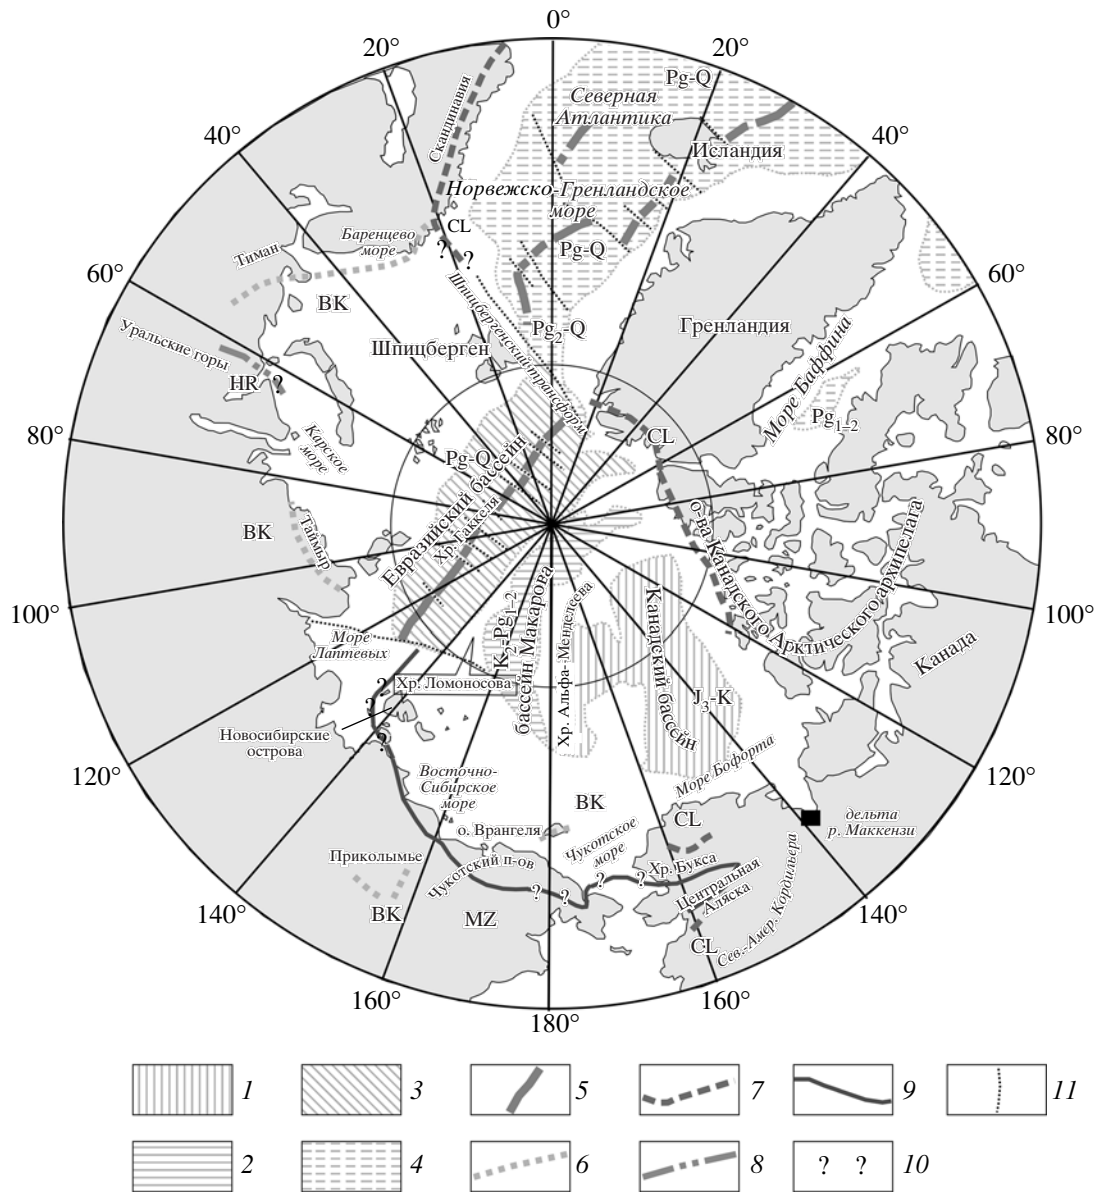 0°
20°
20°
40°
40°
60°
60°
80°
80°
100°
100°
120°
120°
140°
140°
160°
160°
180°
Pg-Q
Северная
Атлантика
Скандинавия
Исландия
Норвежско-Гренландское
море
CL
Pg-Q
? ?
Баренцево
море
Тиман
BK
Шпицбергенский трансформ
Pg2-Q
Гренландия
Уральские горы
Шпицберген
Море Баффина
HR
?
Pg1–2
Карское
море
CL
Pg-Q
Евразийский бассейн
Хр. Гаккеля
BK
Таймыр
о-ва Канадского Арктического архипелага
K2-Pg1–2
бассейн Макарова
Хр. Альфа- Менделеева
Канадский бассейн
Море
Лаптевых
Канада
Хр. Ломоносова
J3-K
?
?
?
Новосибирские
острова
Море Бофорта
Восточно-
Сибирское
море
BK
CL
дельта
р. Маккензи
о. Врангеля
Чукотское
море
Приколымье
Чукотский п-ов
Хр. Букса
Центральная
Аляска
? ? ? ?
BK
MZ
CL
Сев.-Амер. Кордильера
1
3
5
7
9
11
2
4
6
8
? ?
10